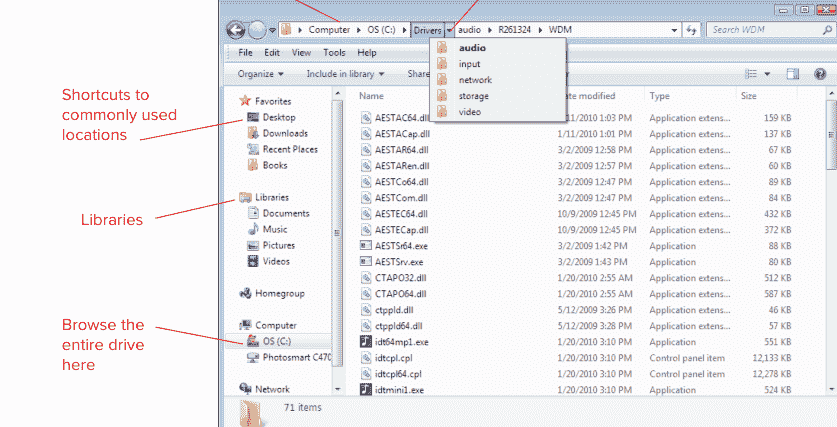 Computer OS (C:) Drivers audio R261324 WDM Search WDM
File Edit View Tools Help
Organize Include in library Share
audio
input
network
storage
video
Shortcuts to
commonly used
locations
Libraries
Browse the
entire drive
here
Favorites
Desktop
Downloads
Recent Places
Books
Libraries
Documents
Music
Pictures
Videos
Homegroup
Computer
OS (C:)
Photosmart C470
Network
Name Date modified Type Size
AESTAC64.dll 1/11/2010 1:03 PM Application extens... 159 KB
AESTACap.dll 1/11/2010 1:01 PM Application extens... 137 KB
AESTAR64.dll 3/2/2009 12:58 PM Application extens... 67 KB
AESTARen.dll 3/2/2009 12:57 PM Application extens... 60 KB
AESTCo64.dll 3/2/2009 12:47 PM Application extens... 89 KB
AESTCom.dll 3/2/2009 12:47 PM Application extens... 84 KB
AESTEC64.dll 10/9/2009 12:45 PM Application extens... 432 KB
AESTECap.dll 10/9/2009 12:45 PM Application extens... 372 KB
AESTSr64.exe 3/2/2009 1:42 PM Application 88 KB
AESTSrv.exe 3/2/2009 1:43 PM Application 80 KB
CTAPO32.dll 1/20/2010 2:55 AM Application extens... 512 KB
CTAPO64.dll 1/20/2010 2:55 AM Application extens... 587 KB
ctppld.dll 5/12/2009 3:26 PM Application extens... 46 KB
ctppld64.dll 5/12/2009 3:28 PM Application extens... 57 KB
idt64mp1.exe 1/20/2010 3:10 PM Application 551 KB
idtcpl.cpl 1/20/2010 3:10 PM Control panel item 12,133 KB
idtcpl64.cpl 1/20/2010 3:10 PM Control panel item 12,278 KB
idtmini1.exe 1/20/2010 3:10 PM Application 524 KB
71 items